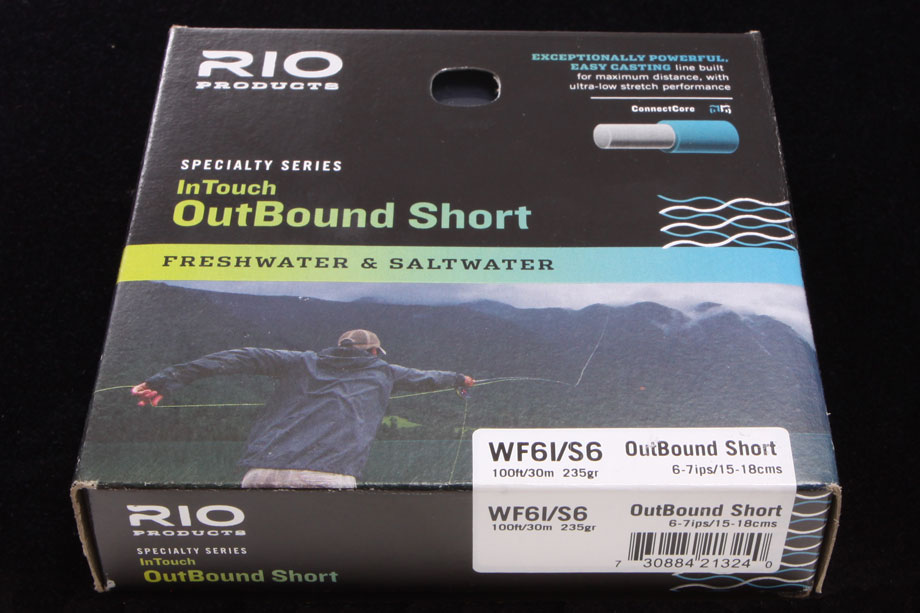 RIO
PRODUCTS
EXCEPTIONALLY POWERFUL,
EASY CASTING line built
for maximum distance, with
ultra-low stretch performance
ConnectCore
SPECIALTY SERIES
InTouch
OutBound Short
FRESHWATER & SALTWATER
WF6I/S6 OutBound Short
100ft/30m 235gr 6-7ips/15-18cms
WF6I/S6 OutBound Short
100ft/30m 235gr 6-7ips/15-18cms
7 30884 21324 0
RIO
PRODUCTS
SPECIALTY SERIES
InTouch
OutBound Short